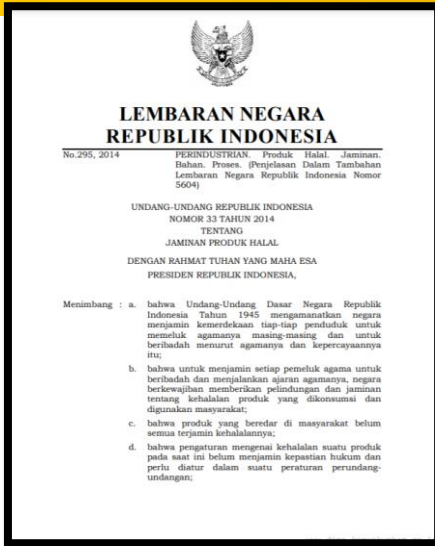 LEMBARAN NEGARA
REPUBLIK INDONESIA
No.295, 2014 PERINDUSTRIAN. Produk Halal. Jaminan.
Bahan. Proses. (Penjelasan Dalam Tambahan
Lembaran Negara Republik Indonesia Nomor
5604)
UNDANG-UNDANG REPUBLIK INDONESIA
NOMOR 33 TAHUN 2014
TENTANG
JAMINAN PRODUK HALAL
DENGAN RAHMAT TUHAN YANG MAHA ESA
PRESIDEN REPUBLIK INDONESIA,
Menimbang : a. bahwa Undang-Undang Dasar Negara Republik
Indonesia Tahun 1945 mengamanatkan negara
menjamin kemerdekaan tiap-tiap penduduk untuk
memeluk agamanya masing-masing dan untuk
beribadah menurut agamanya dan kepercayaannya
itu;
b. bahwa untuk menjamin setiap pemeluk agama untuk
beribadah dan menjalankan ajaran agamanya, negara
berkewajiban memberikan pelindungan dan jaminan
tentang kehalalan produk yang dikonsumsi dan
digunakan masyarakat;
c. bahwa produk yang beredar di masyarakat belum
semua terjamin kehalalannya;
d. bahwa pengaturan mengenai kehalalan suatu produk
pada saat ini belum menjamin kepastian hukum dan
perlu diatur dalam suatu peraturan perundang-
undangan;